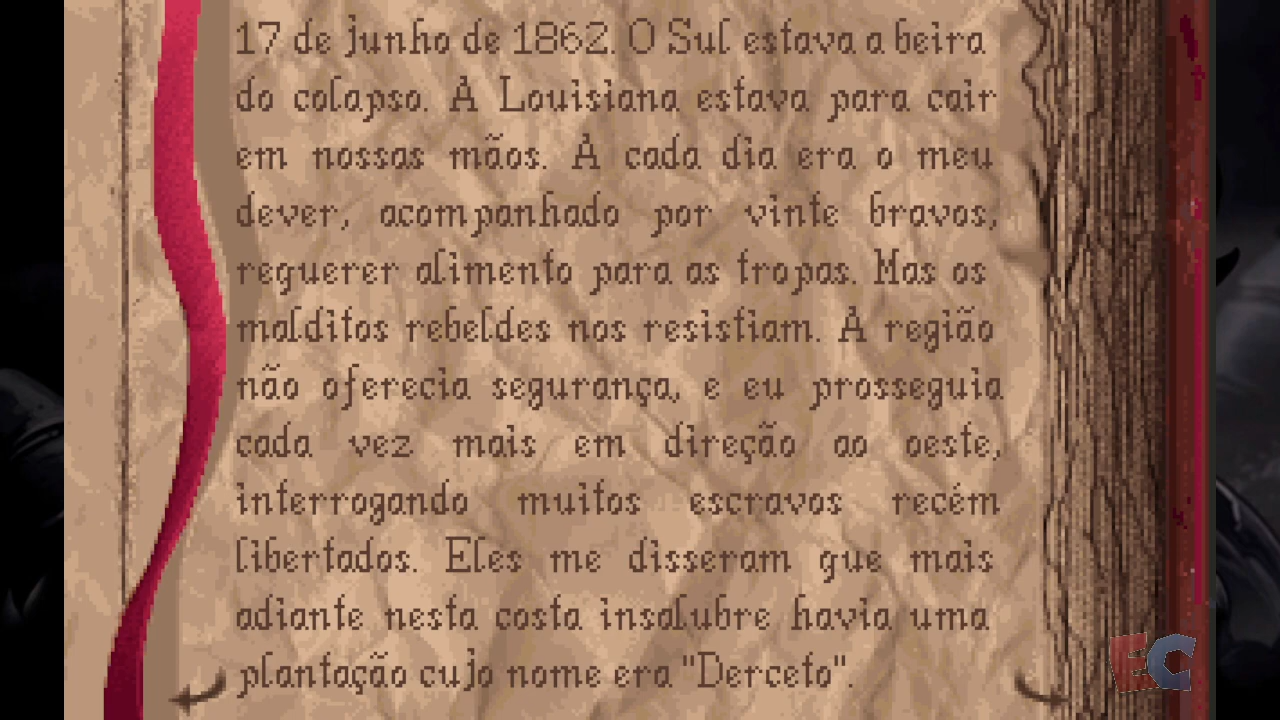 17 de junho de 1862. O Sul estava a beira
do colapso. A Louisiana estava para cair
em nossas mãos. A cada dia era o meu
dever, acompanhado por vinte bravos,
reguerer alimento para as tropas. Mas os
malditos rebeldes nos resistiam. A região
não oferecia segurança, e eu prosseguia
cada vez mais em direção ao oeste,
interrogando muitos escravos recém
libertados. Eles me disseram gue mais
adiante nesta costa insalubre havia uma
plantação cujo nome era "Derceto".
EC